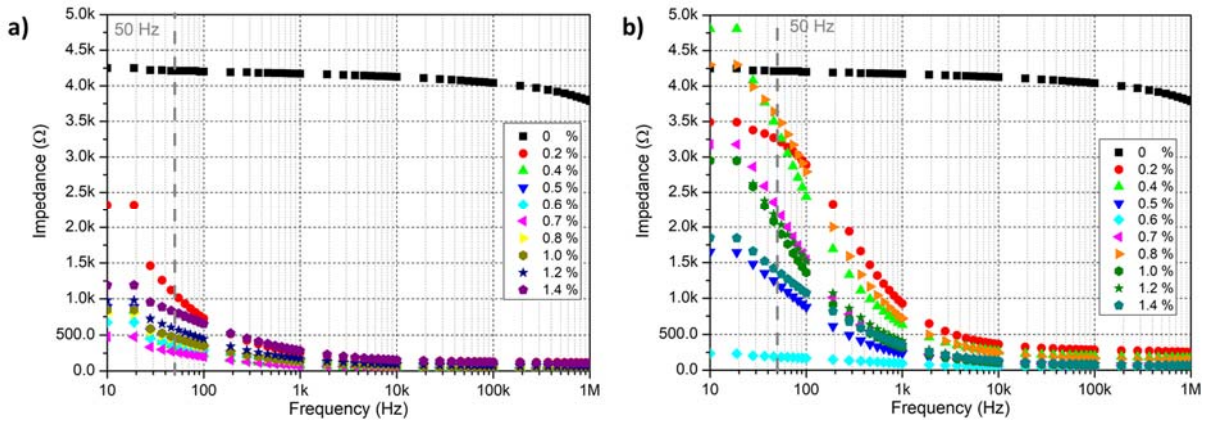 a)
50 Hz
5.0k
4.5k
4.0k
3.5k
3.0k
2.5k
2.0k
1.5k
1.0k
500.0
0.0
Impedance (Ω)
0 %
0.2 %
0.4 %
0.5 %
0.6 %
0.7 %
0.8 %
1.0 %
1.2 %
1.4 %
10 100 1k 10k 100k 1M
Frequency (Hz)
b)
50 Hz
5.0k
4.5k
4.0k
3.5k
3.0k
2.5k
2.0k
1.5k
1.0k
500.0
0.0
Impedance (Ω)
0 %
0.2 %
0.4 %
0.5 %
0.6 %
0.7 %
0.8 %
1.0 %
1.2 %
1.4 %
10 100 1k 10k 100k 1M
Frequency (Hz)